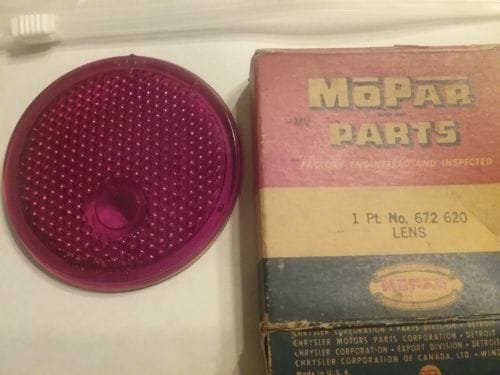 MOPAR
MV
PARTS
FACTORY ENGINEERED AND INSPECTED
1 Pt. No. 672 620
LENS
MOPAR
CHRYSLER CORPORATION • PARTS DIVISION • DETROIT
CHRYSLER MOTORS PARTS CORPORATION • DETROIT
CHRYSLER CORPORATION • EXPORT DIVISION • DETROIT
CHRYSLER CORPORATION OF CANADA, LTD. • WIN
Made in U.S.A.